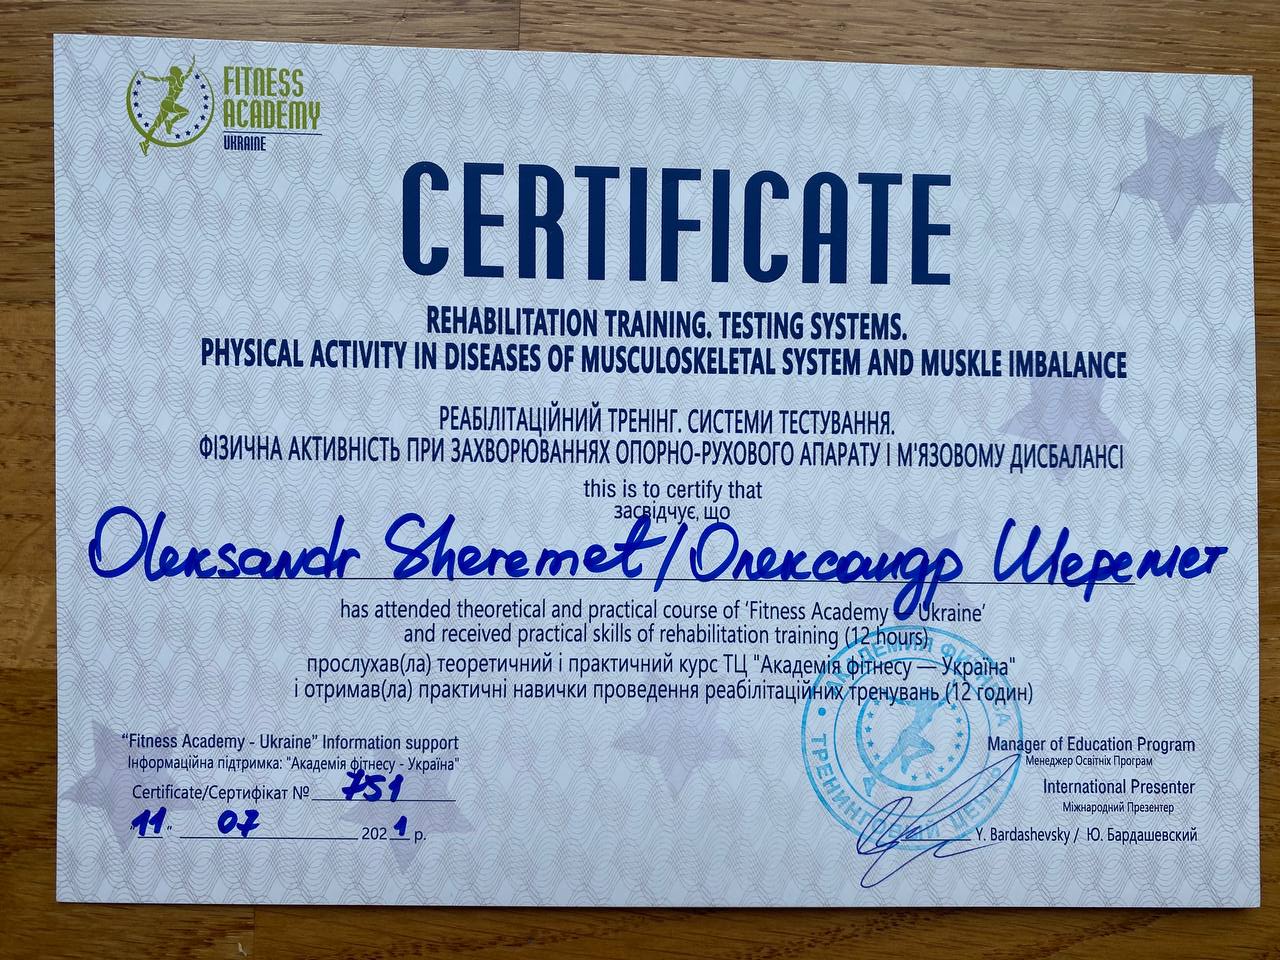 FITNESS
ACADEMY
UKRAINE
CERTIFICATE
REHABILITATION TRAINING. TESTING SYSTEMS.
PHYSICAL ACTIVITY IN DISEASES OF MUSCULOSKELETAL SYSTEM AND MUSKLE IMBALANCE
РЕАБІЛІТАЦІЙНИЙ ТРЕНІНГ. СИСТЕМИ ТЕСТУВАННЯ.
ФІЗИЧНА АКТИВНІСТЬ ПРИ ЗАХВОРЮВАННЯХ ОПОРНО-РУХОВОГО АПАРАТУ І М'ЯЗОВОМУ ДИСБАЛАНСІ
this is to certify that
засвідчує, що
Oleksandr Sheremet/Олександр Шеремет
has attended theoretical and practical course of ‘Fitness Academy - Ukraine’
and received practical skills of rehabilitation training (12 hours)
прослухав(ла) теоретичний і практичний курс ТЦ "Академія фітнесу — Україна"
і отримав(ла) практичні навички проведення реабілітаційних тренувань (12 годин)
“Fitness Academy - Ukraine” Information support
Інформаційна підтримка: "Академія фітнесу - Україна"
Certificate/Сертифікат № 751
"11" 07 2021 р.
АКАДЕМИЯ ФИТНЕСА
ТРЕНИНГОВЫЙ ЦЕНТР
Manager of Education Program
Менеджер Освітніх Програм
International Presenter
Міжнародний Презентер
Y. Bardashevsky / Ю. Бардашевский